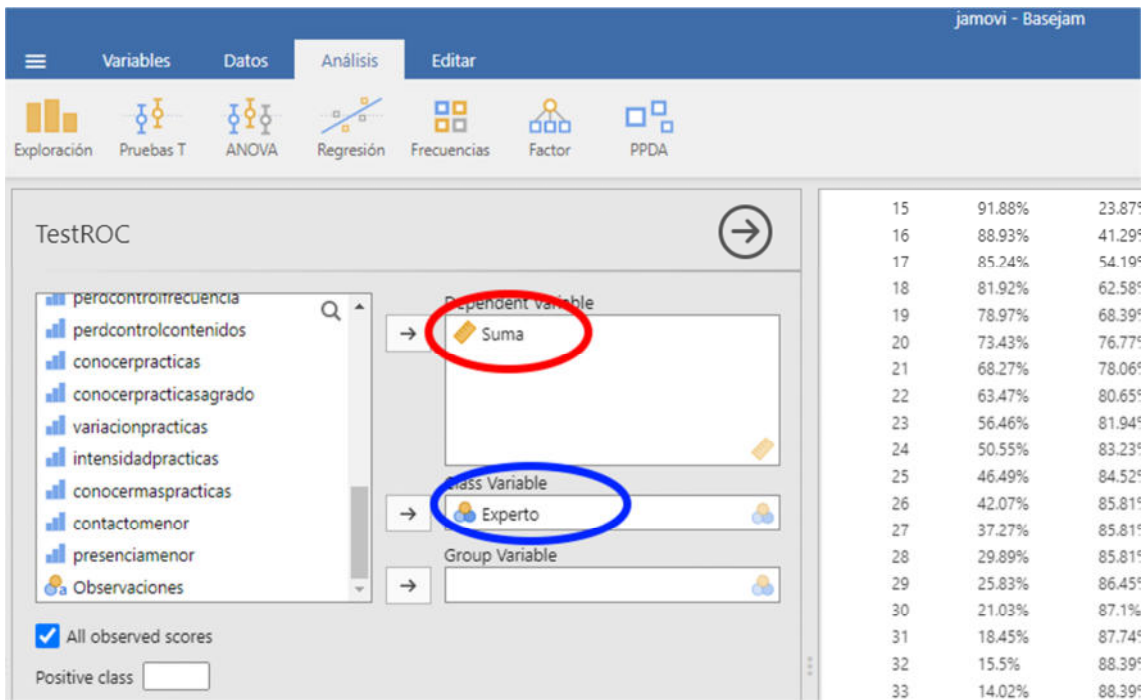 jamovi - Basejam
Variables Datos Análisis Editar
Exploración Pruebas T ANOVA Regresión Frecuencias Factor PPDA
TestROC
perdcontrolfrecuencia
perdcontrolcontenidos
conocerpracticas
conocerpracticasagrado
variacionpracticas
intensidadpracticas
conocermaspracticas
contactomenor
presenciamenor
Observaciones
Dependent Variable
Suma
Class Variable
Experto
Group Variable
All observed scores
Positive class
15 91.88% 23.87
16 88.93% 41.29
17 85.24% 54.19
18 81.92% 62.58
19 78.97% 68.39
20 73.43% 76.77
21 68.27% 78.06
22 63.47% 80.65
23 56.46% 81.94
24 50.55% 83.23
25 46.49% 84.52
26 42.07% 85.81
27 37.27% 85.81
28 29.89% 85.81
29 25.83% 86.45
30 21.03% 87.1%
31 18.45% 87.74
32 15.5% 88.39
33 14.02% 88.39